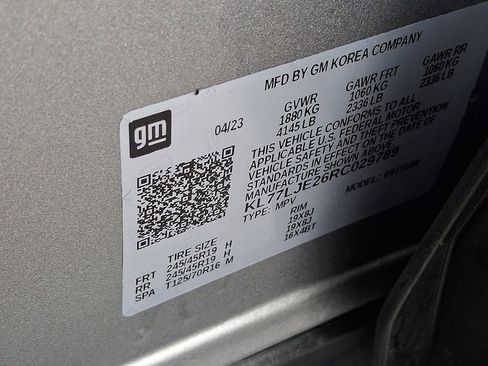 gm
04/23
MFD BY GM KOREA COMPANY
GVWR GAWR FRT GAWR RR
1880 KG 1060 KG 1060 KG
4145 LB 2336 LB 2336 LB
THIS VEHICLE CONFORMS TO ALL
APPLICABLE U.S. FEDERAL MOTOR
VEHICLE SAFETY AND THEFT PREVENTION
STANDARDS IN EFFECT ON THE DATE OF
MANUFACTURE SHOWN ABOVE.
KL77LJE26RC029789
TYPE: MPV MODEL:
TIRE SIZE RIM
FRT 245/45R19 H 19X8J
RR 245/45R19 H 19X8J
SPA T125/70R16 M 16X4BT